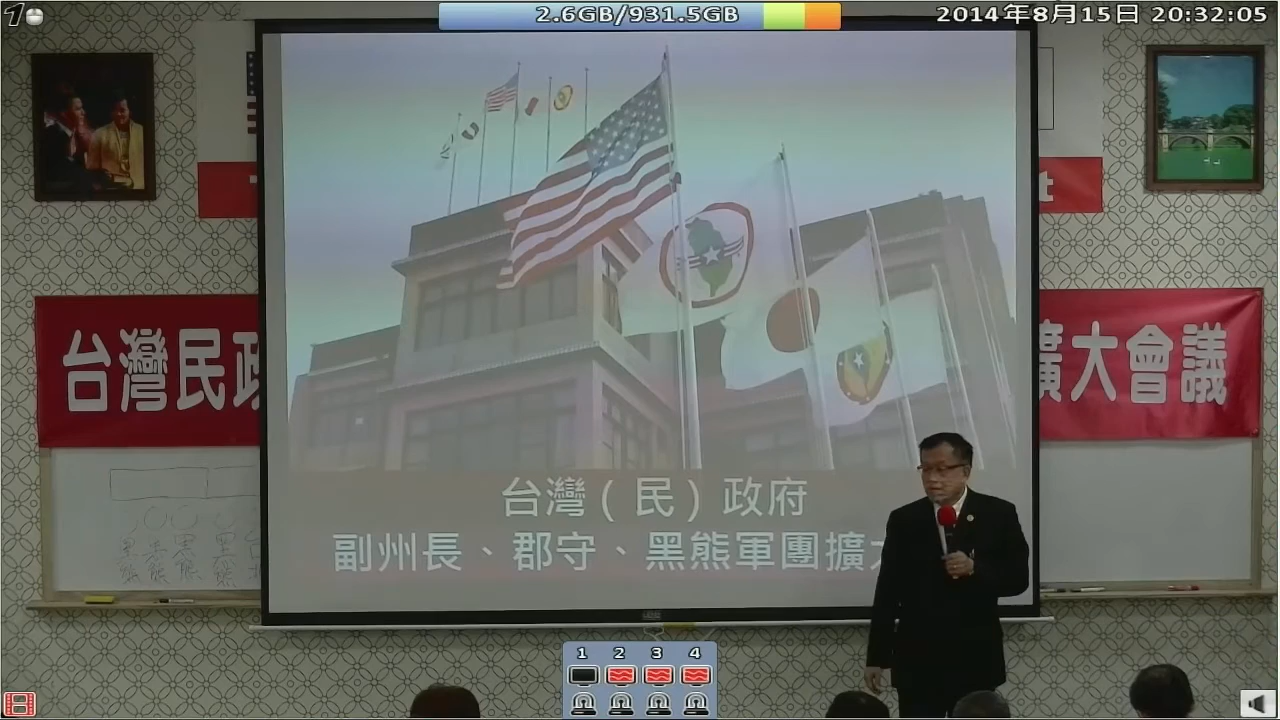 1
2.6GB/931.5GB
2014年8月15日 20:32:05
t
台灣民政
擴大會議
台灣（民）政府
副州長、郡守、黑熊軍團擴大
1 2 3 4